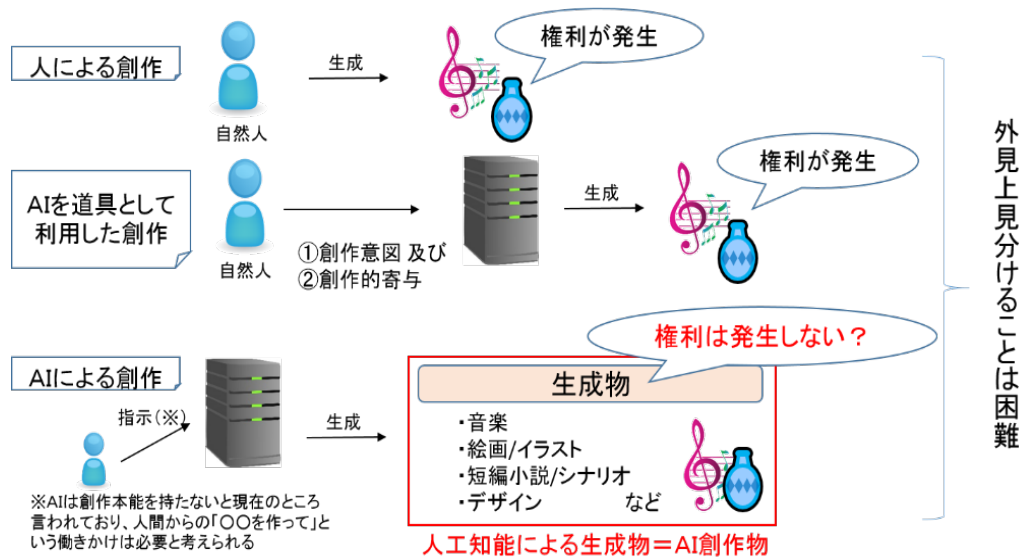 人による創作
自然人
生成
権利が発生
AIを道具として
利用した創作
自然人
①創作意図 及び
②創作的寄与
生成
権利が発生
AIによる創作
指示(※)
生成
権利は発生しない？
生成物
・音楽
・絵画/イラスト
・短編小説/シナリオ
・デザイン など
※AIは創作本能を持たないと現在のところ
言われており、人間からの「〇〇を作って」と
いう働きかけは必要と考えられる
人工知能による生成物＝AI創作物
外見上見分けることは困難